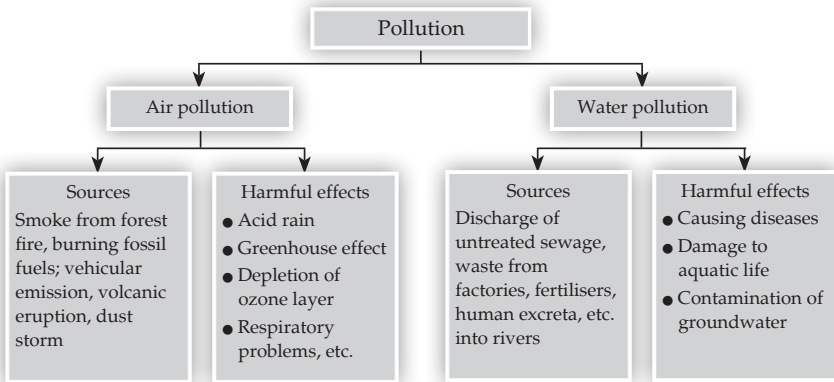 Pollution
Air pollution
Water pollution
Sources
Smoke from forest
fire, burning fossil
fuels; vehicular
emission, volcanic
eruption, dust
storm
Harmful effects
● Acid rain
● Greenhouse effect
● Depletion of
ozone layer
● Respiratory
problems, etc.
Sources
Discharge of
untreated sewage,
waste from
factories, fertilisers,
human excreta, etc.
into rivers
Harmful effects
● Causing diseases
● Damage to
aquatic life
● Contamination of
groundwater